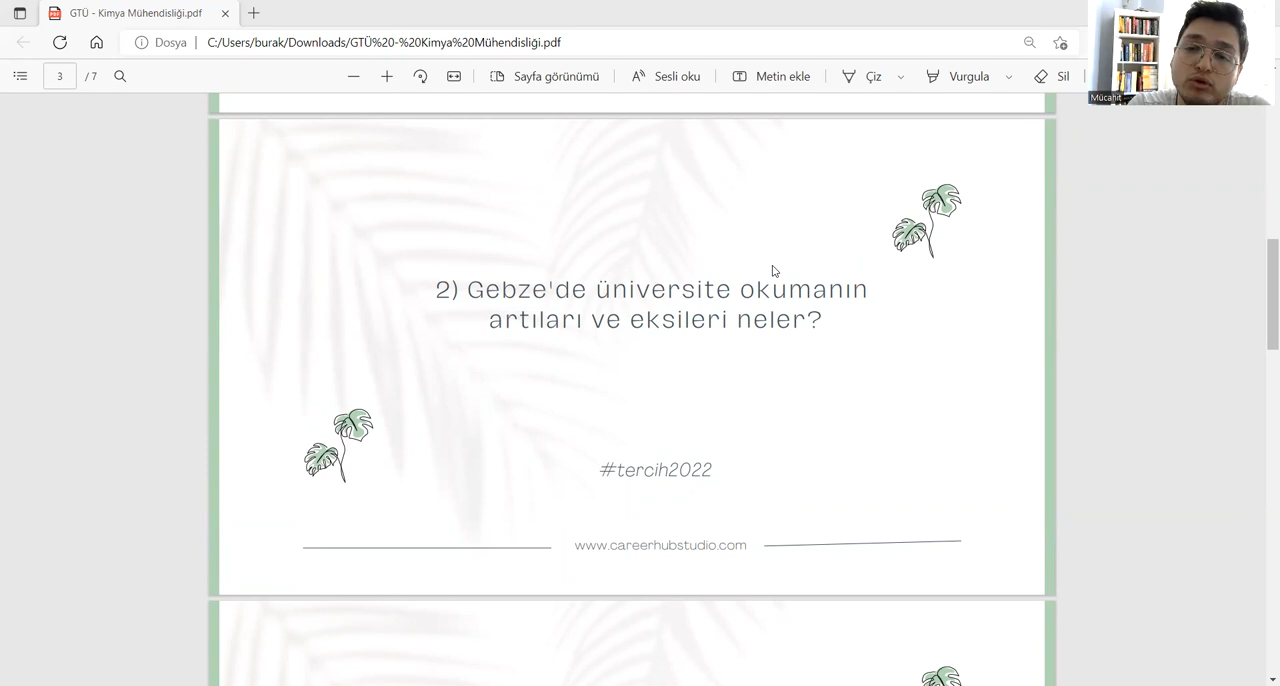 GTÜ - Kimya Mühendisliği.pdf
Dosya
C:/Users/burak/Downloads/GTÜ%20-%20Kimya%20Mühendisliği.pdf
3 / 7
Sayfa görünümü
Sesli oku
Metin ekle
Çiz
Vurgula
Sil
Mücahit
2) Gebze'de üniversite okumanın
artıları ve eksileri neler?
#tercih2022
www.careerhubstudio.com